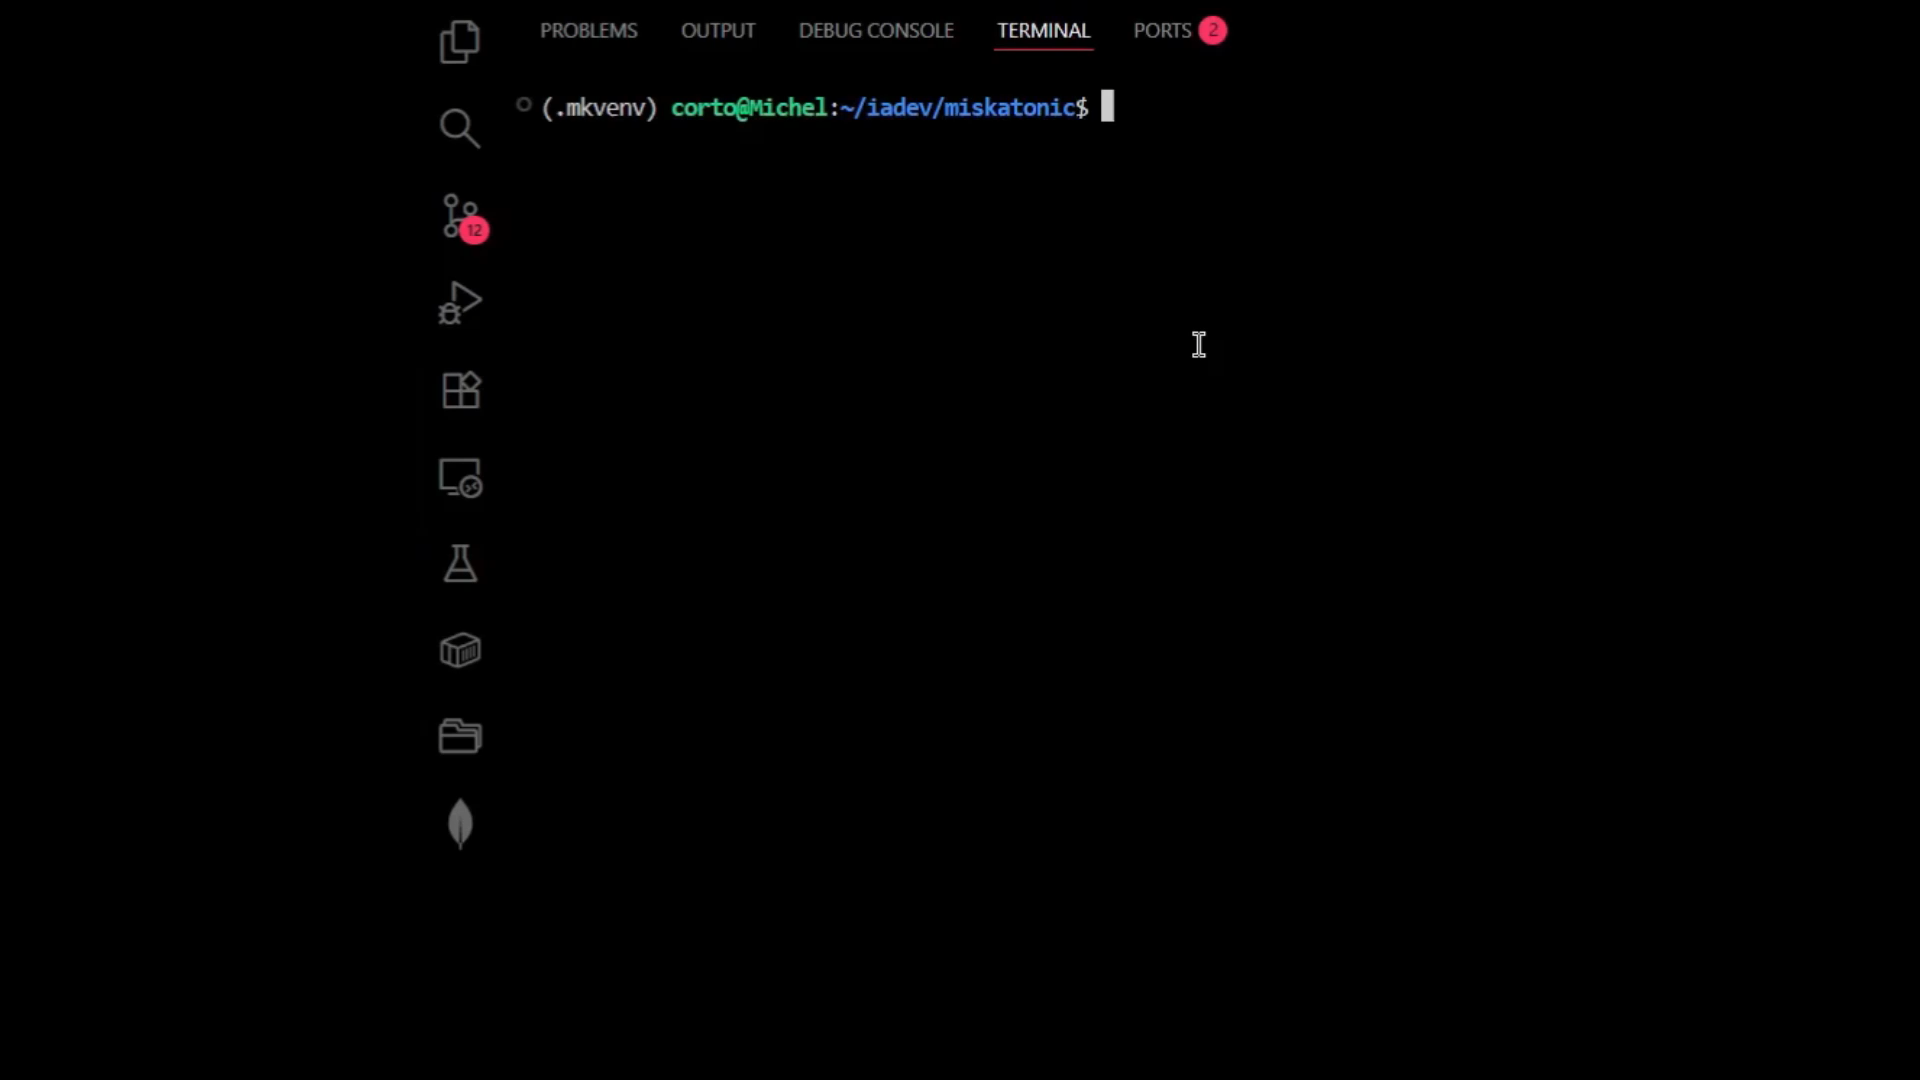 PROBLEMS OUTPUT DEBUG CONSOLE TERMINAL PORTS 2
(.mkvenv) corto@Michel:~/iadev/miskatonic$
12